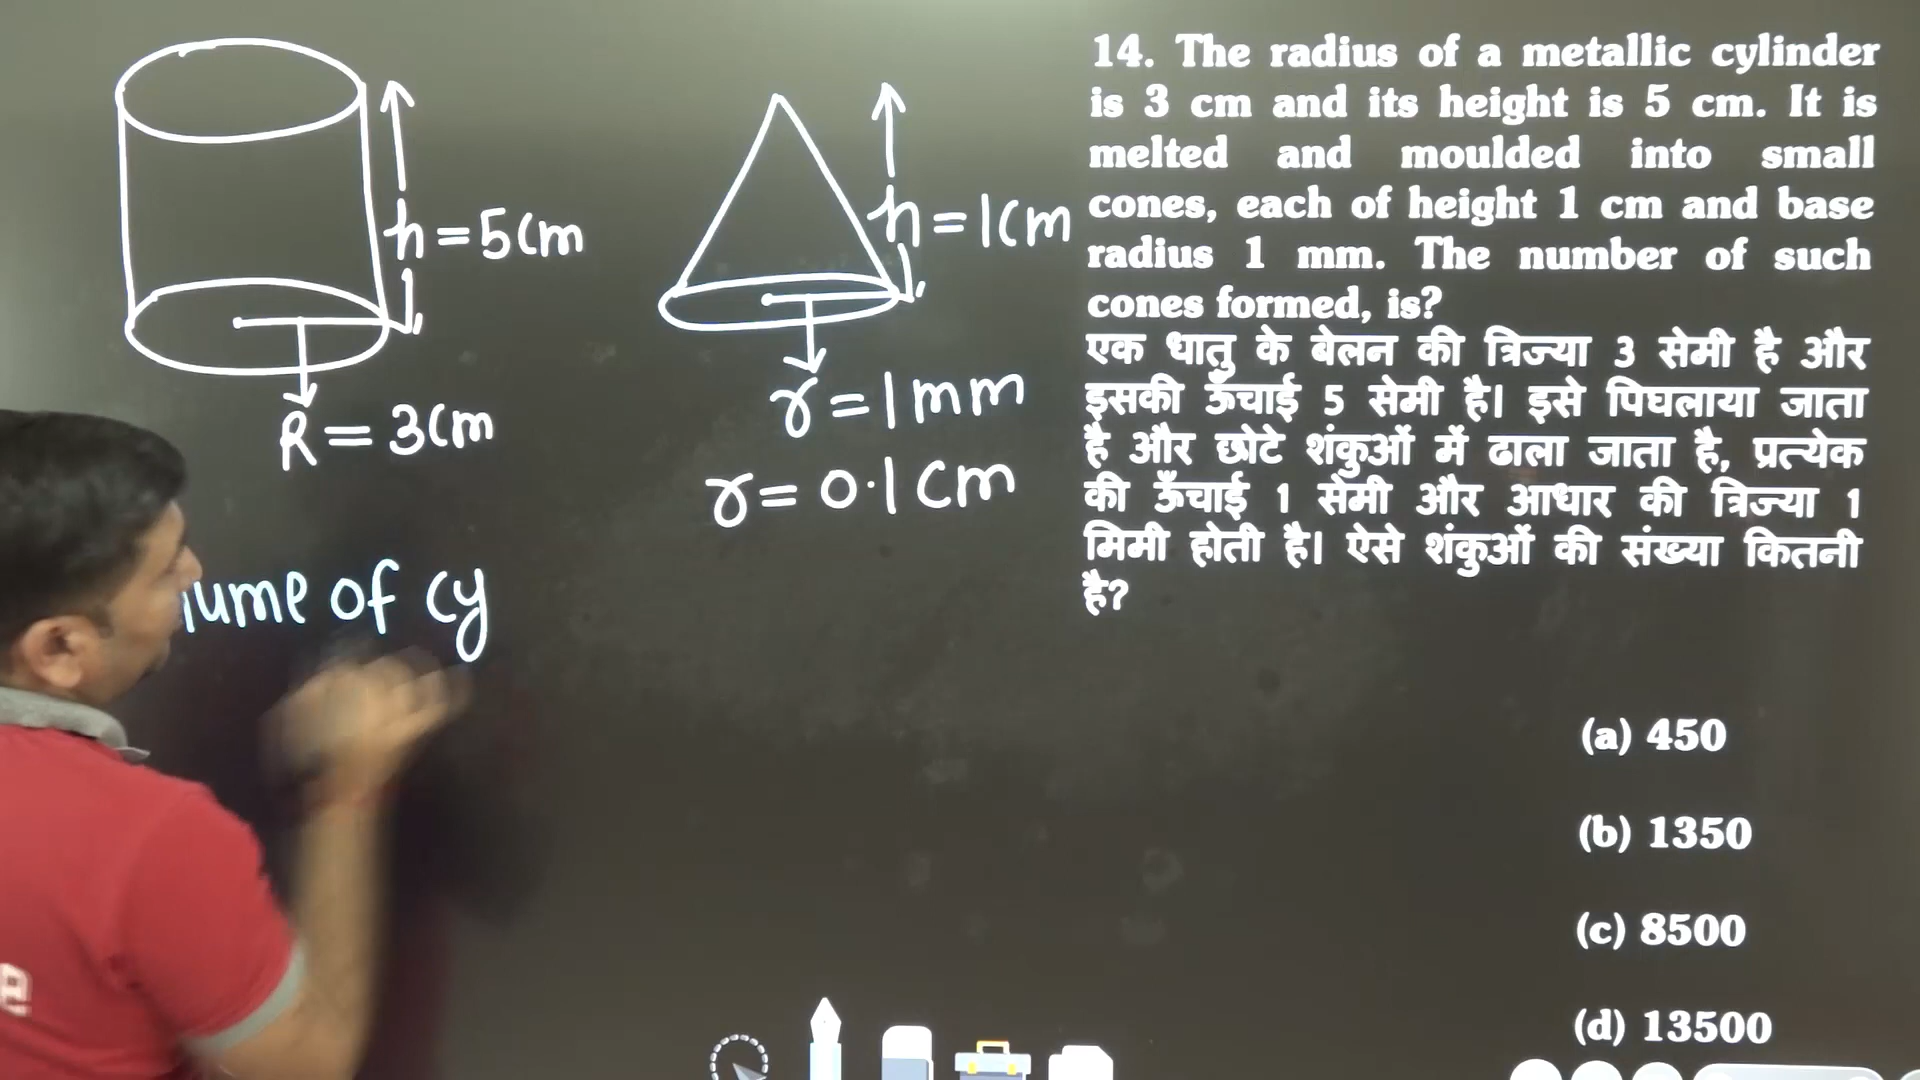 h = 5cm
R = 3cm
h = 1cm
r = 1mm
r = 0.1cm
of cy
14. The radius of a metallic cylinder
is 3 cm and its height is 5 cm. It is
melted and moulded into small
cones, each of height 1 cm and base
radius 1 mm. The number of such
cones formed, is?
एक धातु के बेलन की त्रिज्या 3 सेमी है और
इसकी ऊँचाई 5 सेमी है। इसे पिघलाया जाता
है और छोटे शंकुओं में ढाला जाता है, प्रत्येक
की ऊँचाई 1 सेमी और आधार की त्रिज्या 1
मिमी होती है। ऐसे शंकुओं की संख्या कितनी
है?
(a) 450
(b) 1350
(c) 8500
(d) 13500